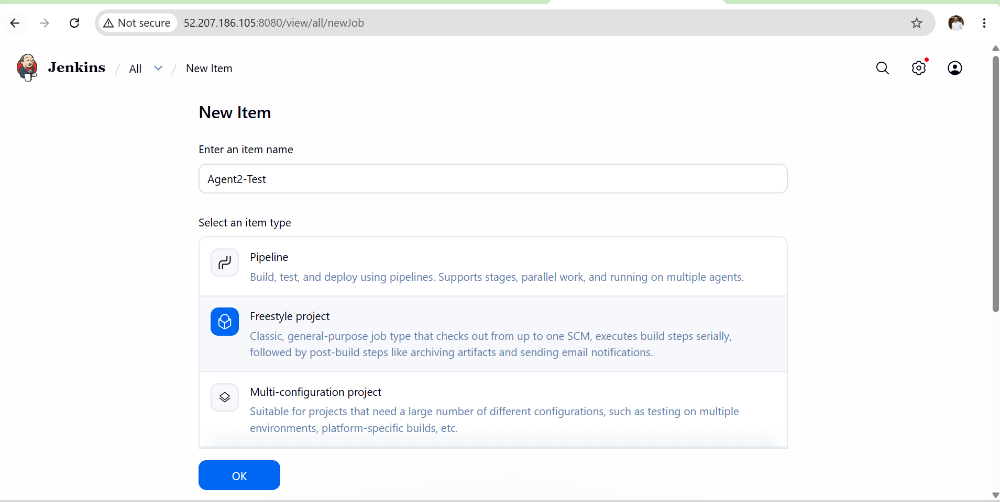 Not secure 52.207.186.105:8080/view/all/newJob
Jenkins / All / New Item
New Item
Enter an item name
Agent2-Test
Select an item type
Pipeline
Build, test, and deploy using pipelines. Supports stages, parallel work, and running on multiple agents.
Freestyle project
Classic, general-purpose job type that checks out from up to one SCM, executes build steps serially,
followed by post-build steps like archiving artifacts and sending email notifications.
Multi-configuration project
Suitable for projects that need a large number of different configurations, such as testing on multiple
environments, platform-specific builds, etc.
OK